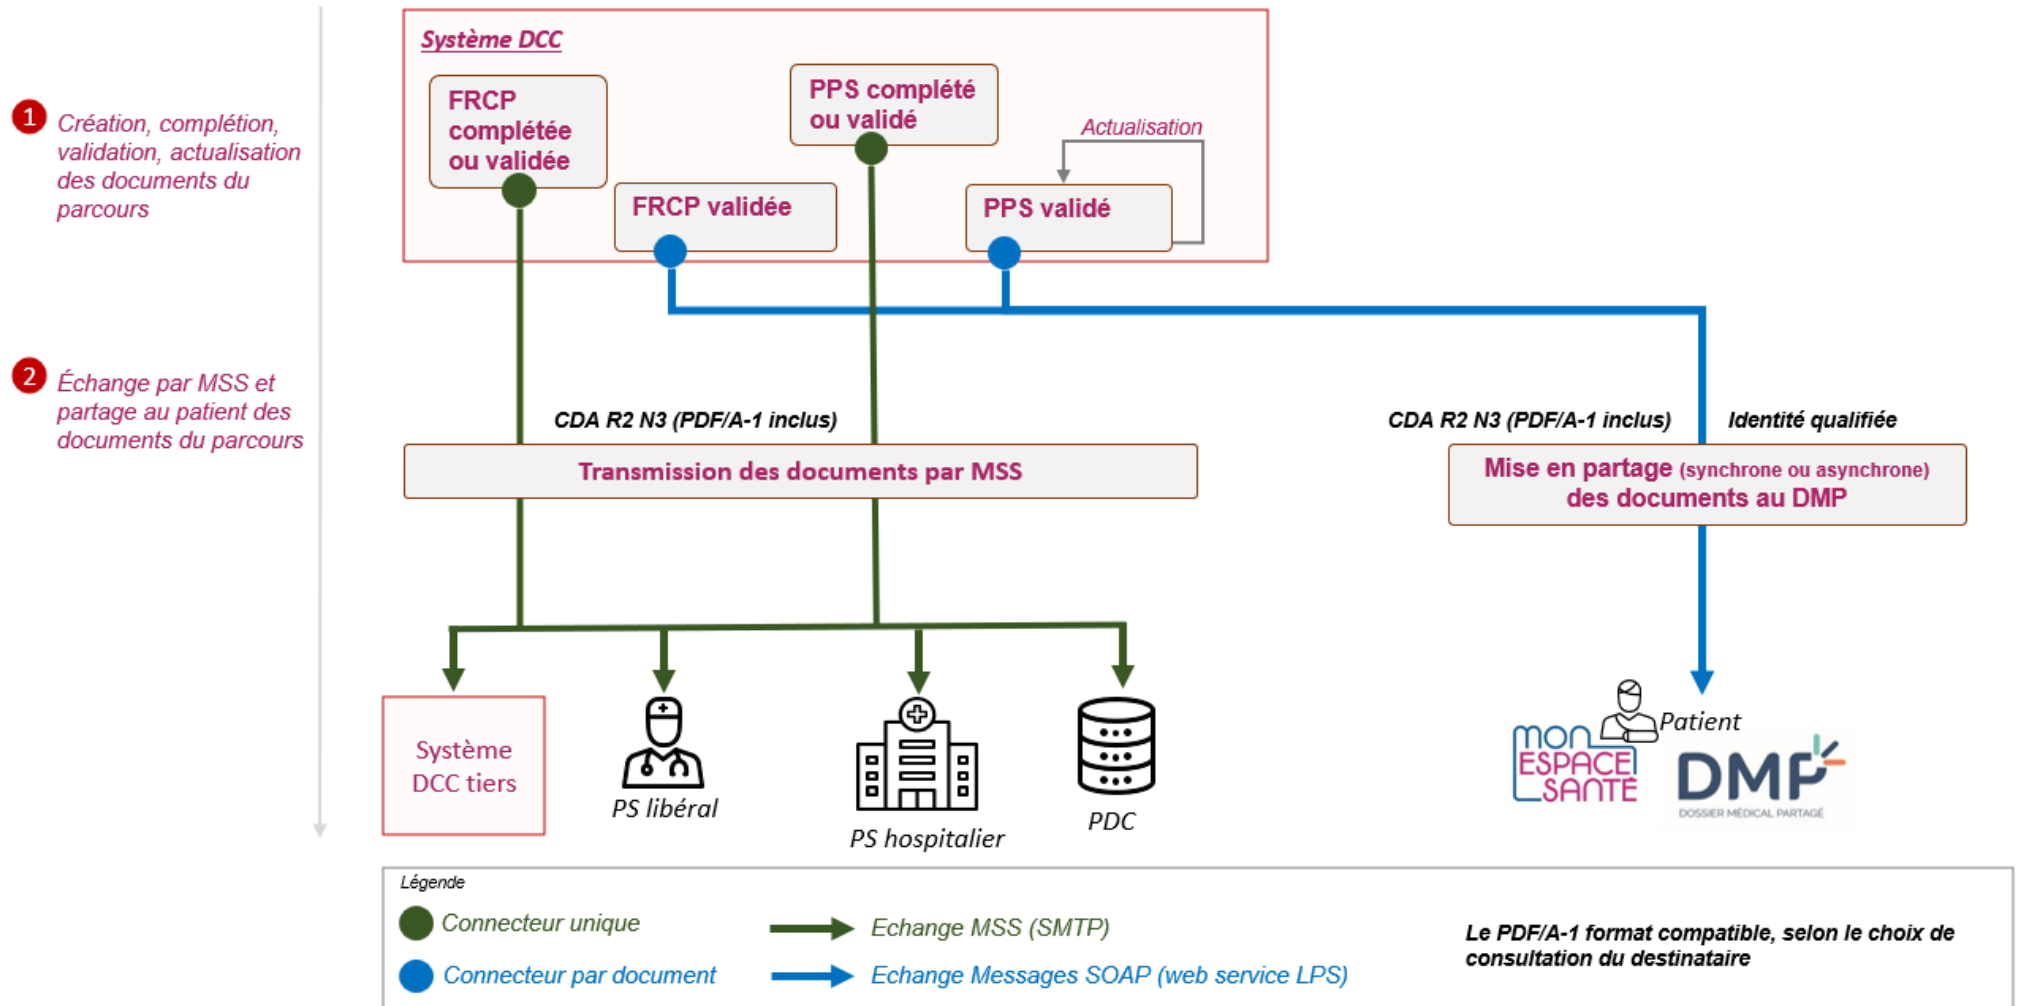 Système DCC
1
Création, complétion,
validation, actualisation
des documents du
parcours
FRCP
complétée
ou validée
PPS complété
ou validé
Actualisation
FRCP validée
PPS validé
2
Échange par MSS et
partage au patient des
documents du parcours
CDA R2 N3 (PDF/A-1 inclus)
CDA R2 N3 (PDF/A-1 inclus)
Identité qualifiée
Transmission des documents par MSS
Mise en partage (synchrone ou asynchrone)
des documents au DMP
Système
DCC tiers
PS libéral
PS hospitalier
PDC
Patient
MON
ESPACE
SANTÉ
DMP
DOSSIER MÉDICAL PARTAGÉ
Légende
Connecteur unique
Echange MSS (SMTP)
Connecteur par document
Echange Messages SOAP (web service LPS)
Le PDF/A-1 format compatible, selon le choix de
consultation du destinataire